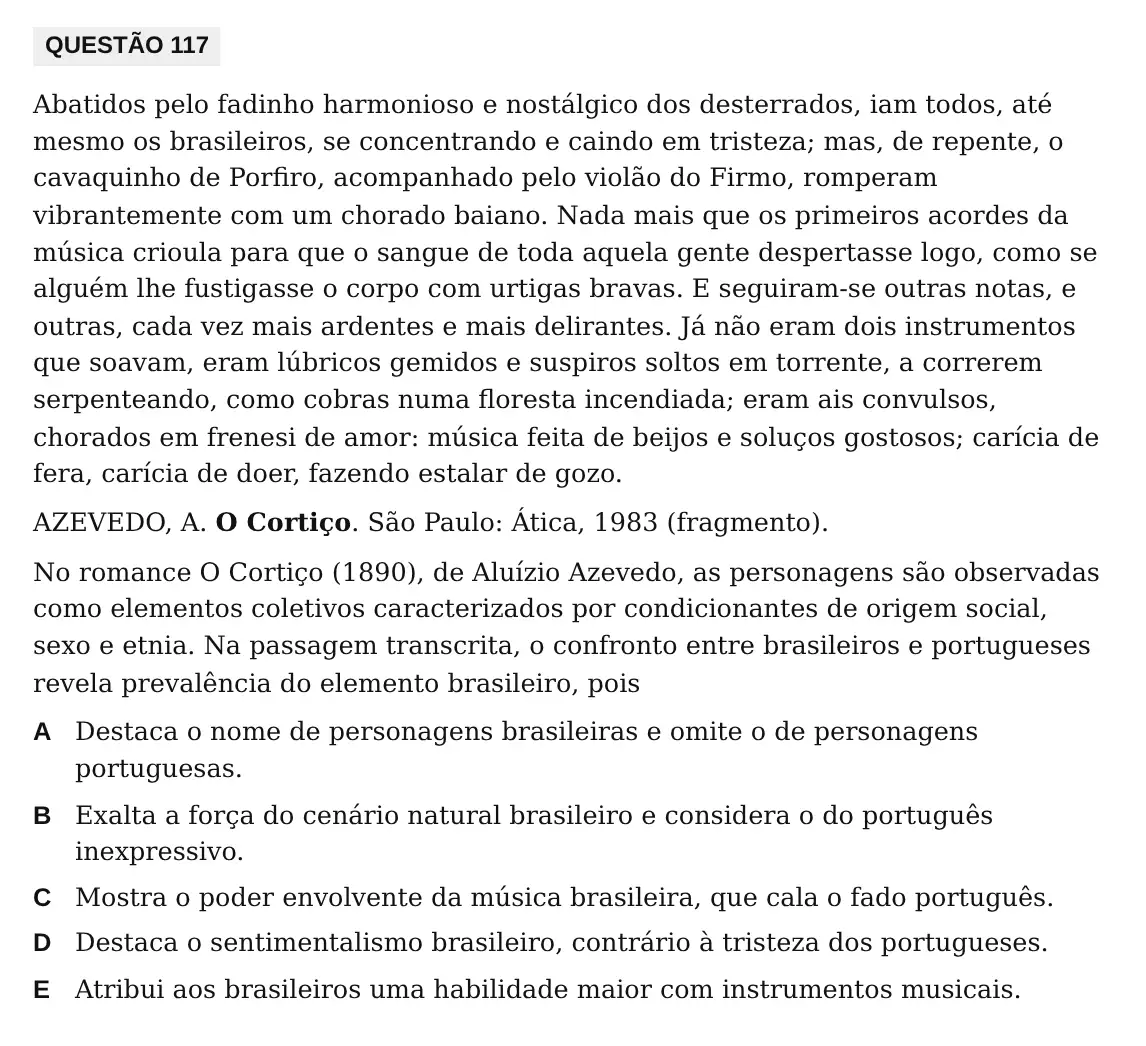 QUESTÃO 117
Abatidos pelo fadinho harmonioso e nostálgico dos desterrados, iam todos, até
mesmo os brasileiros, se concentrando e caindo em tristeza; mas, de repente, o
cavaquinho de Porfiro, acompanhado pelo violão do Firmo, romperam
vibrantemente com um chorado baiano. Nada mais que os primeiros acordes da
música crioula para que o sangue de toda aquela gente despertasse logo, como se
alguém lhe fustigasse o corpo com urtigas bravas. E seguiram-se outras notas, e
outras, cada vez mais ardentes e mais delirantes. Já não eram dois instrumentos
que soavam, eram lúbricos gemidos e suspiros soltos em torrente, a correrem
serpenteando, como cobras numa floresta incendiada; eram ais convulsos,
chorados em frenesi de amor: música feita de beijos e soluços gostosos; carícia de
fera, carícia de doer, fazendo estalar de gozo.
AZEVEDO, A. O Cortiço. São Paulo: Ática, 1983 (fragmento).
No romance O Cortiço (1890), de Aluízio Azevedo, as personagens são observadas
como elementos coletivos caracterizados por condicionantes de origem social,
sexo e etnia. Na passagem transcrita, o confronto entre brasileiros e portugueses
revela prevalência do elemento brasileiro, pois
A Destaca o nome de personagens brasileiras e omite o de personagens
portuguesas.
B Exalta a força do cenário natural brasileiro e considera o do português
inexpressivo.
C Mostra o poder envolvente da música brasileira, que cala o fado português.
D Destaca o sentimentalismo brasileiro, contrário à tristeza dos portugueses.
E Atribui aos brasileiros uma habilidade maior com instrumentos musicais.